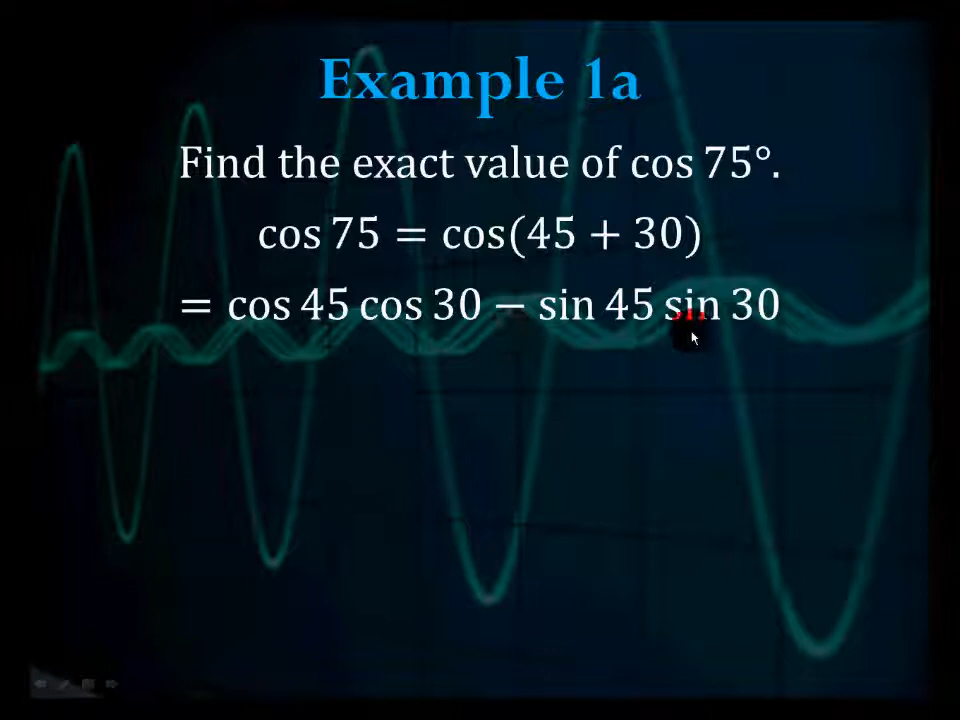 Example 1a
Find the exact value of cos 75°.
cos 75 = cos(45 + 30)
= cos 45 cos 30 − sin 45 sin 30